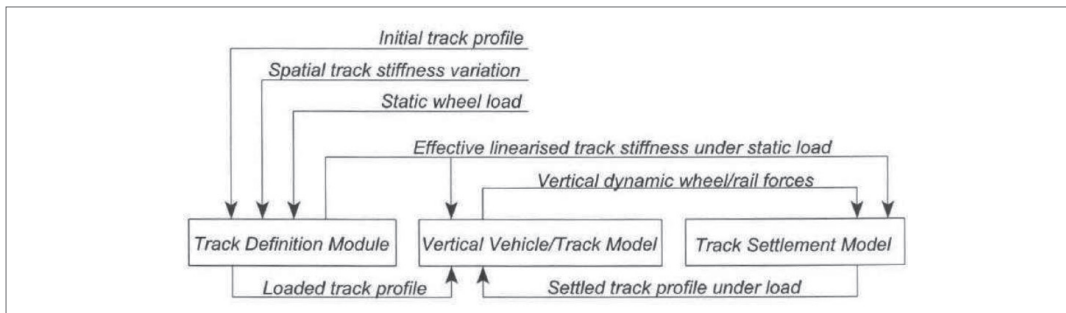 Initial track profile
Spatial track stiffness variation
Static wheel load
Effective linearised track stiffness under static load
Vertical dynamic wheel/rail forces
Track Definition Module
Vertical Vehicle/Track Model
Track Settlement Model
Loaded track profile
Settled track profile under load